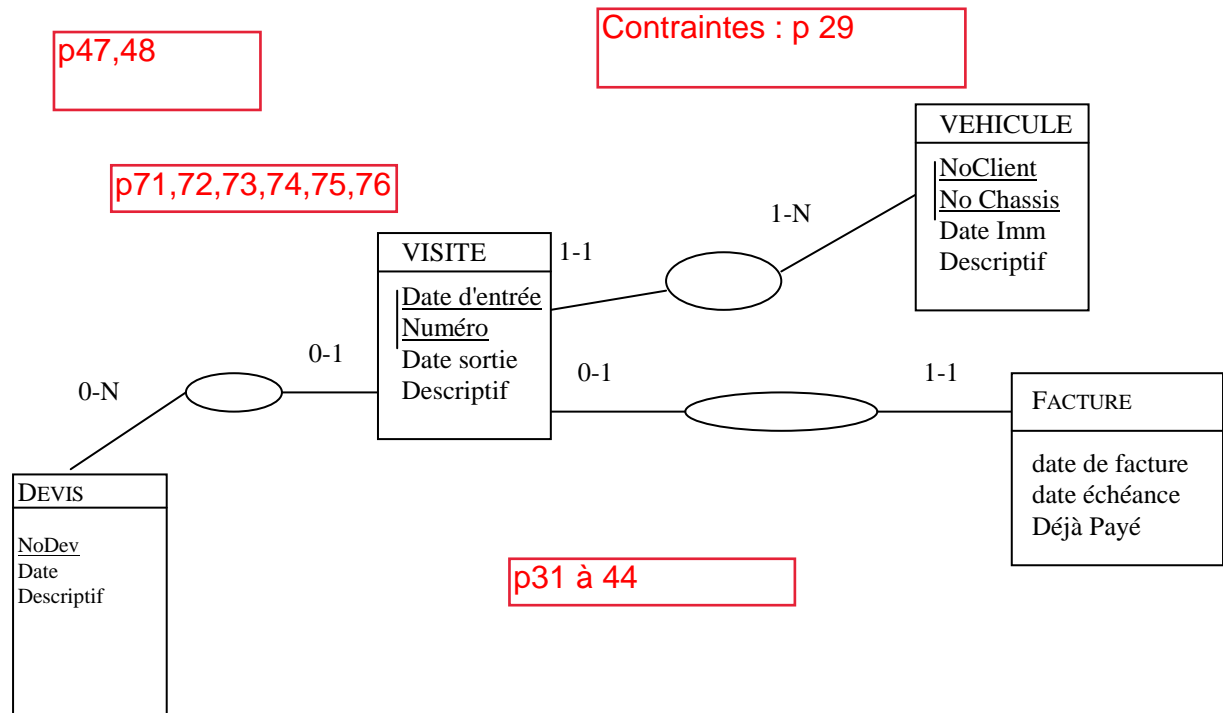 p47,48
Contraintes : p 29
p71,72,73,74,75,76
VEHICULE
NoClient
No Chassis
Date Imm
Descriptif
1-N
1-1
VISITE
Date d'entrée
Numéro
Date sortie
Descriptif
0-1
0-N
0-1
1-1
FACTURE
date de facture
date échéance
Déjà Payé
DEVIS
NoDev
Date
Descriptif
p31 à 44